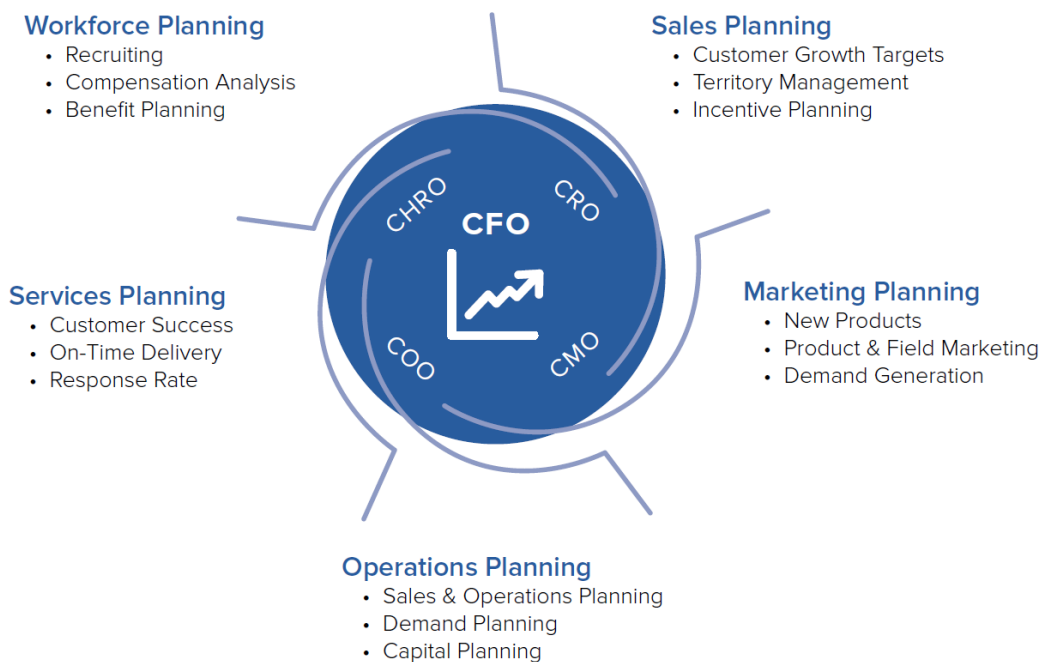 Workforce Planning
• Recruiting
• Compensation Analysis
• Benefit Planning
Sales Planning
• Customer Growth Targets
• Territory Management
• Incentive Planning
CHRO
CRO
CFO
COO
CMO
Services Planning
• Customer Success
• On-Time Delivery
• Response Rate
Marketing Planning
• New Products
• Product & Field Marketing
• Demand Generation
Operations Planning
• Sales & Operations Planning
• Demand Planning
• Capital Planning